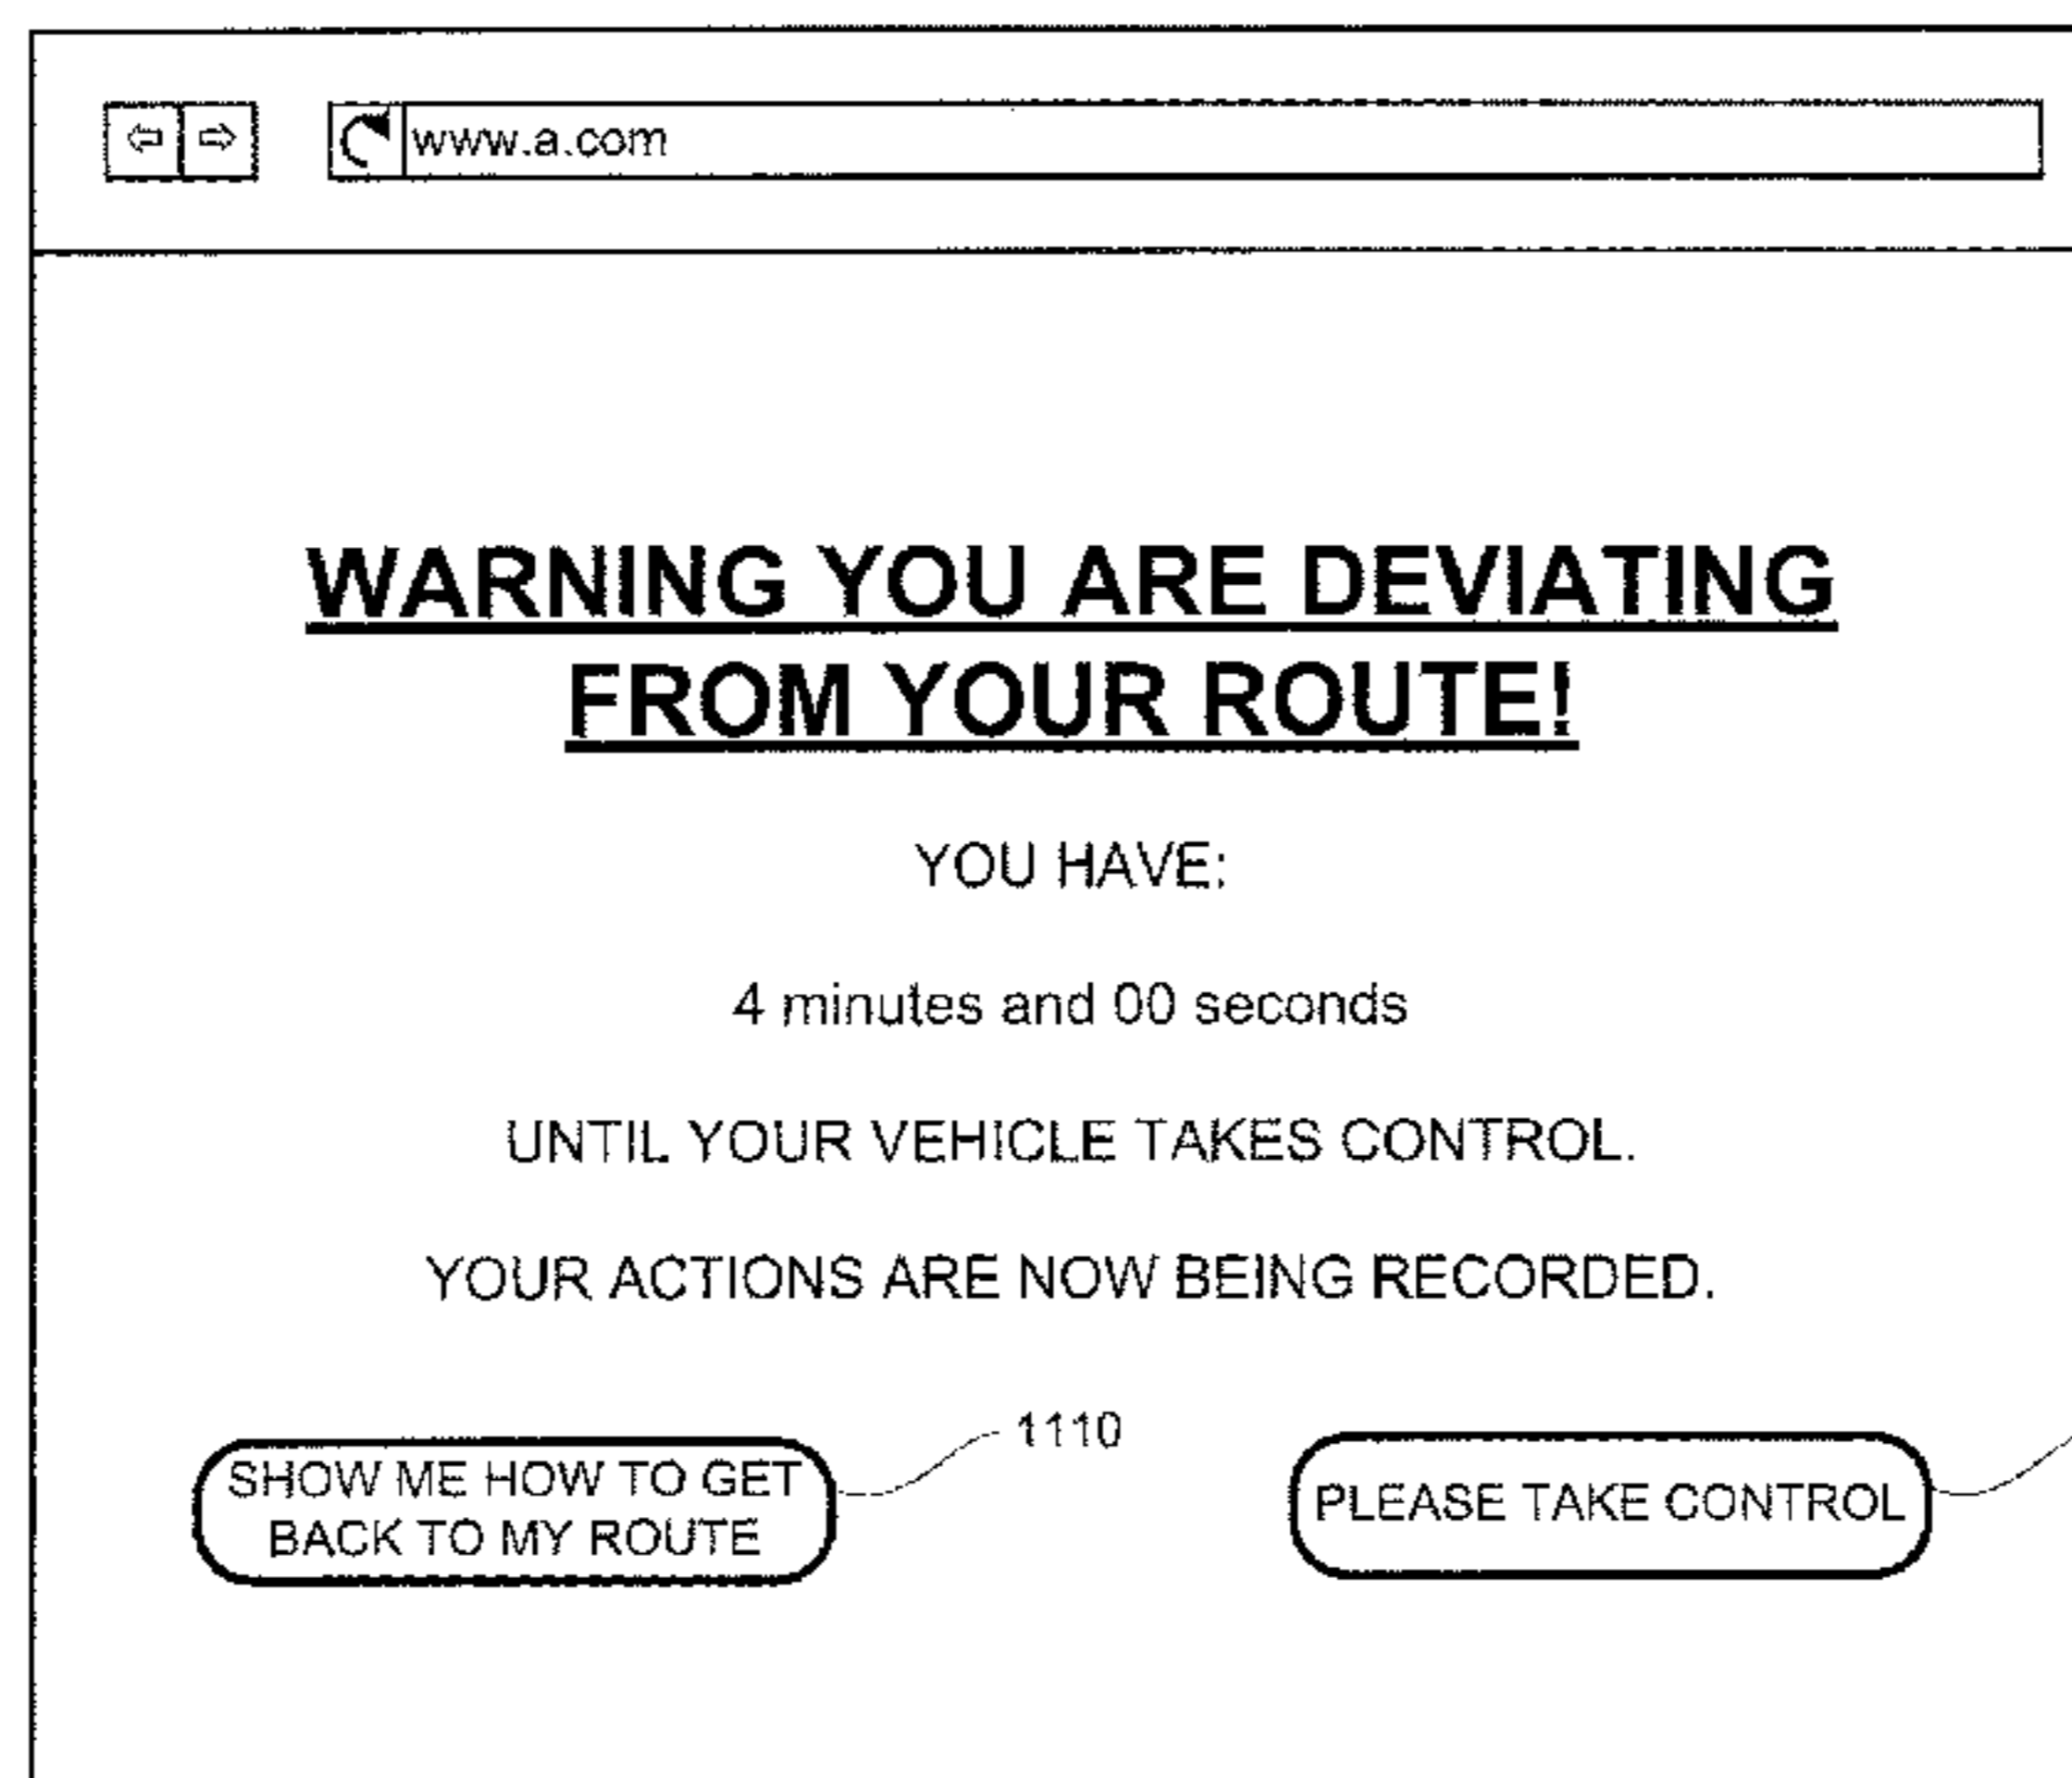 www.a.com
WARNING YOU ARE DEVIATING
FROM YOUR ROUTE!
YOU HAVE:
4 minutes and 00 seconds
UNTIL YOUR VEHICLE TAKES CONTROL.
YOUR ACTIONS ARE NOW BEING RECORDED.
1110
SHOW ME HOW TO GET
BACK TO MY ROUTE
PLEASE TAKE CONTROL